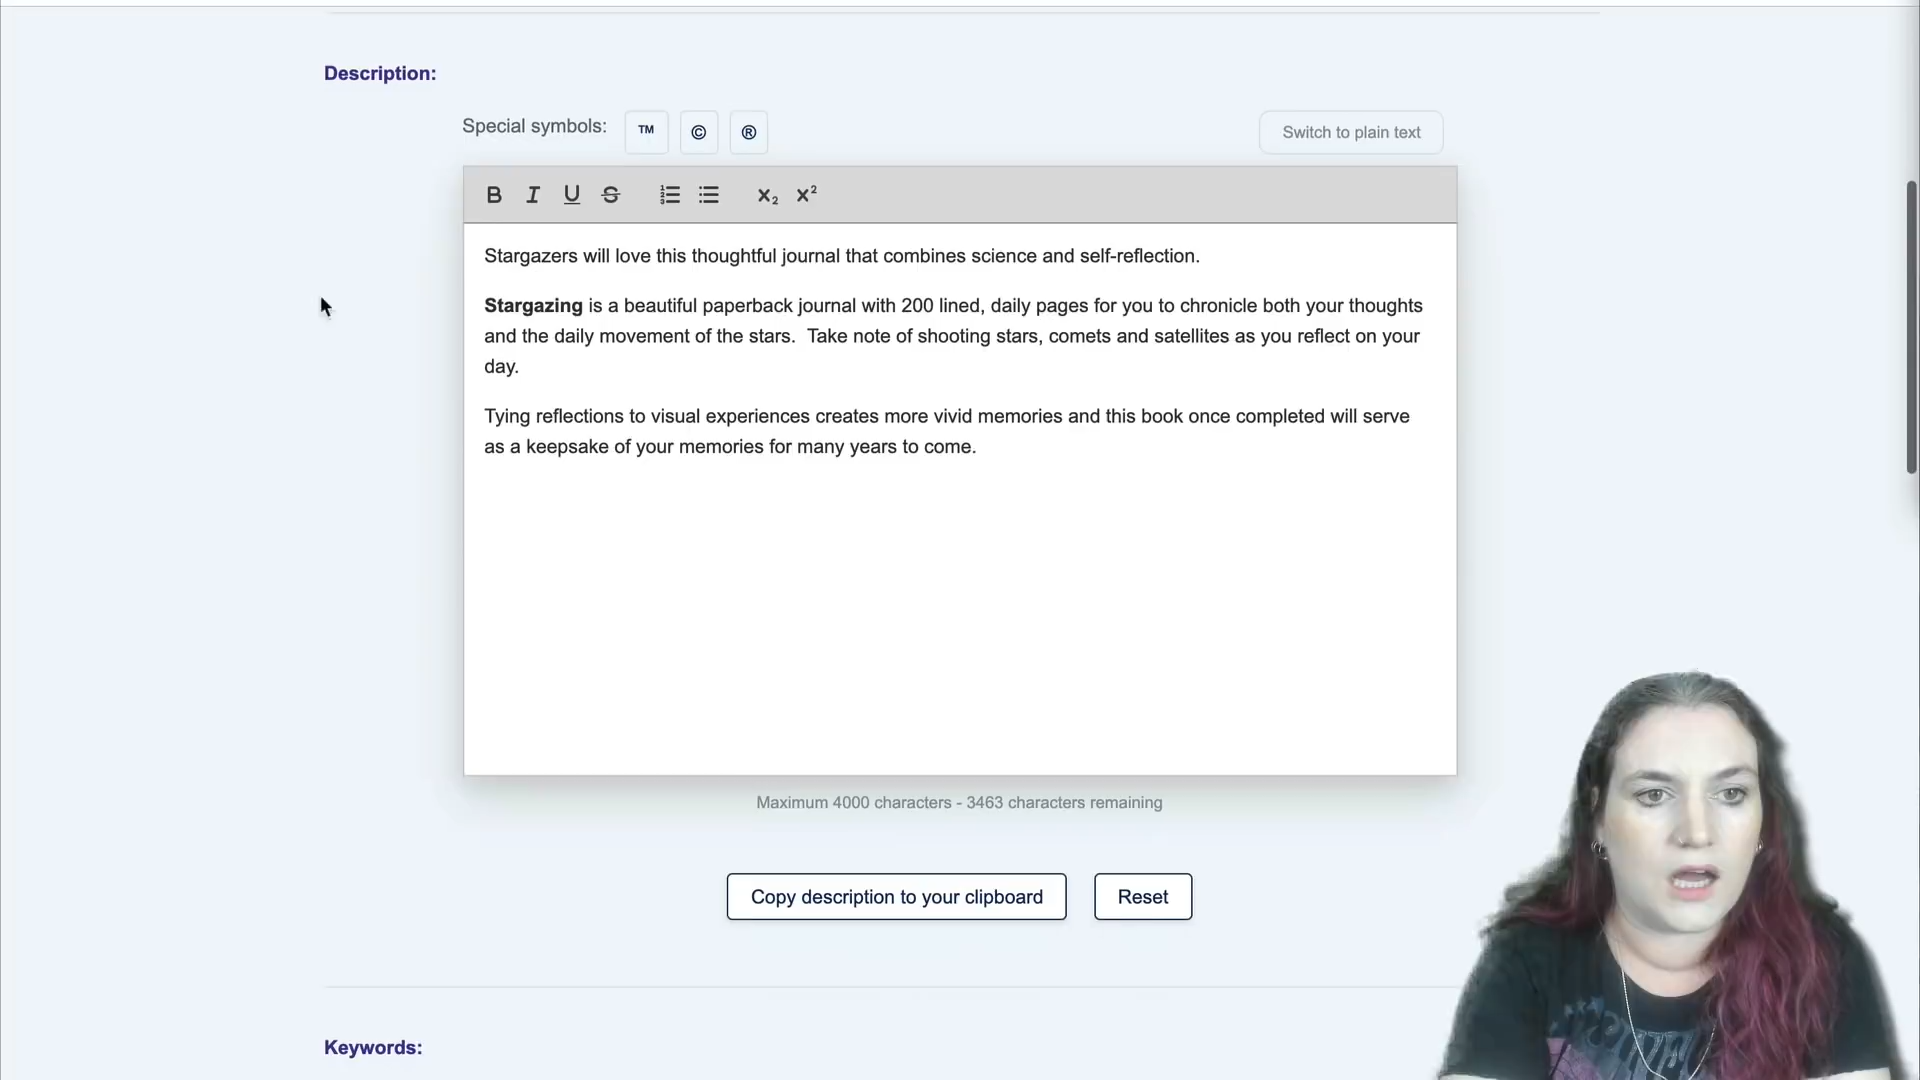 Description:
Special symbols: ™ © ® Switch to plain text
B I U S X₂ X²
Stargazers will love this thoughtful journal that combines science and self-reflection.
Stargazing is a beautiful paperback journal with 200 lined, daily pages for you to chronicle both your thoughts
and the daily movement of the stars.  Take note of shooting stars, comets and satellites as you reflect on your
day.
Tying reflections to visual experiences creates more vivid memories and this book once completed will serve
as a keepsake of your memories for many years to come.
Maximum 4000 characters - 3463 characters remaining
Copy description to your clipboard Reset
Keywords: